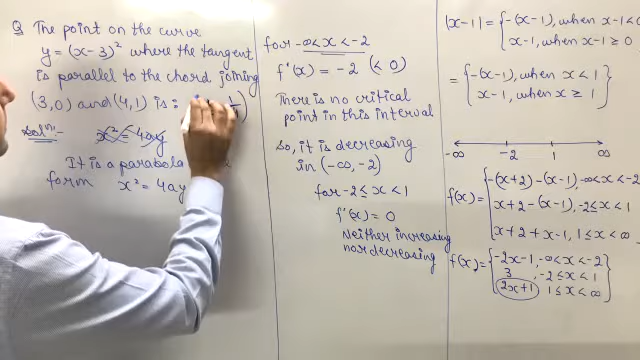 Q The point on the curve
y = (x-3)² where the tangent
is parallel to the chord joining
(3,0) and (4,1) is :
Solⁿ:-
x² = 4ay
It is a parabola
form x² = 4ay
for -∞<x<-2
f'(x) = -2 (<0)
There is no critical
point in this interval
So, it is decreasing
in (-∞,-2)
for -2≤x<1
f'(x) = 0
Neither increasing
nor decreasing
|x-1| = { -(x-1), when x-1<0
x-1, when x-1≥0
= { -(x-1), when x<1
x-1, when x≥1
-∞ -2 1 ∞
f(x) = { -(x+2)-(x-1), -∞<x<-2
x+2-(x-1), -2≤x<1
x+2+x-1, 1≤x<∞
f(x) = { -2x-1, -∞<x<-2
3, -2≤x<1
2x+1 1≤x<∞ }